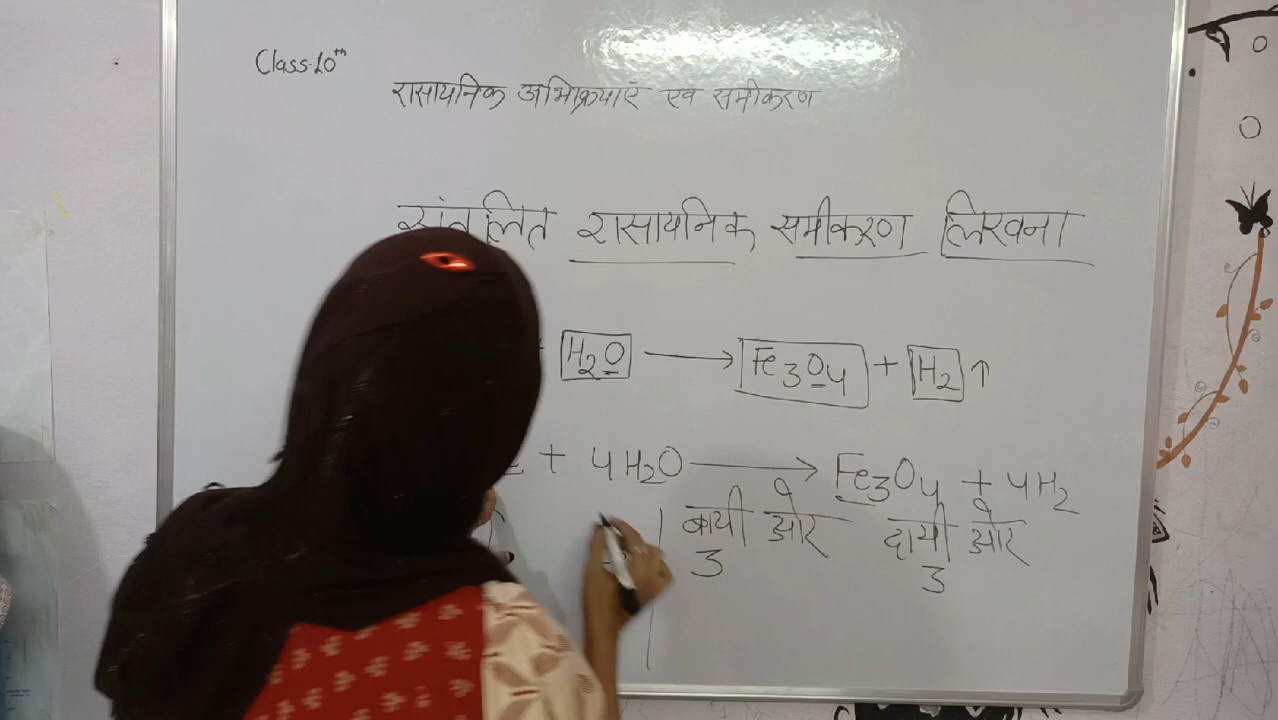 Class-10th
रासायनिक अभिक्रियाएं एव समीकरण
संतुलित रासायनिक समीकरण लिखना
+ H2O → Fe3O4 + H2 ↑
+ 4H2O → Fe3O4 + 4H2
बायी ओर दायी ओर
3 3